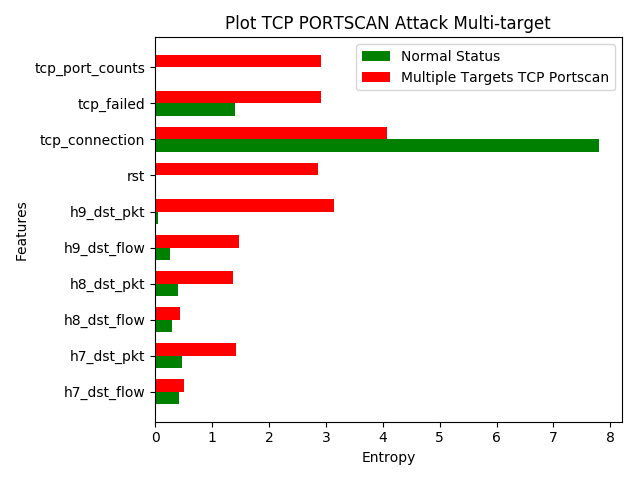 Plot TCP PORTSCAN Attack Multi-target
Normal Status
Multiple Targets TCP Portscan
tcp_port_counts
tcp_failed
tcp_connection
rst
h9_dst_pkt
h9_dst_flow
h8_dst_pkt
h8_dst_flow
h7_dst_pkt
h7_dst_flow
Features
0 1 2 3 4 5 6 7 8
Entropy